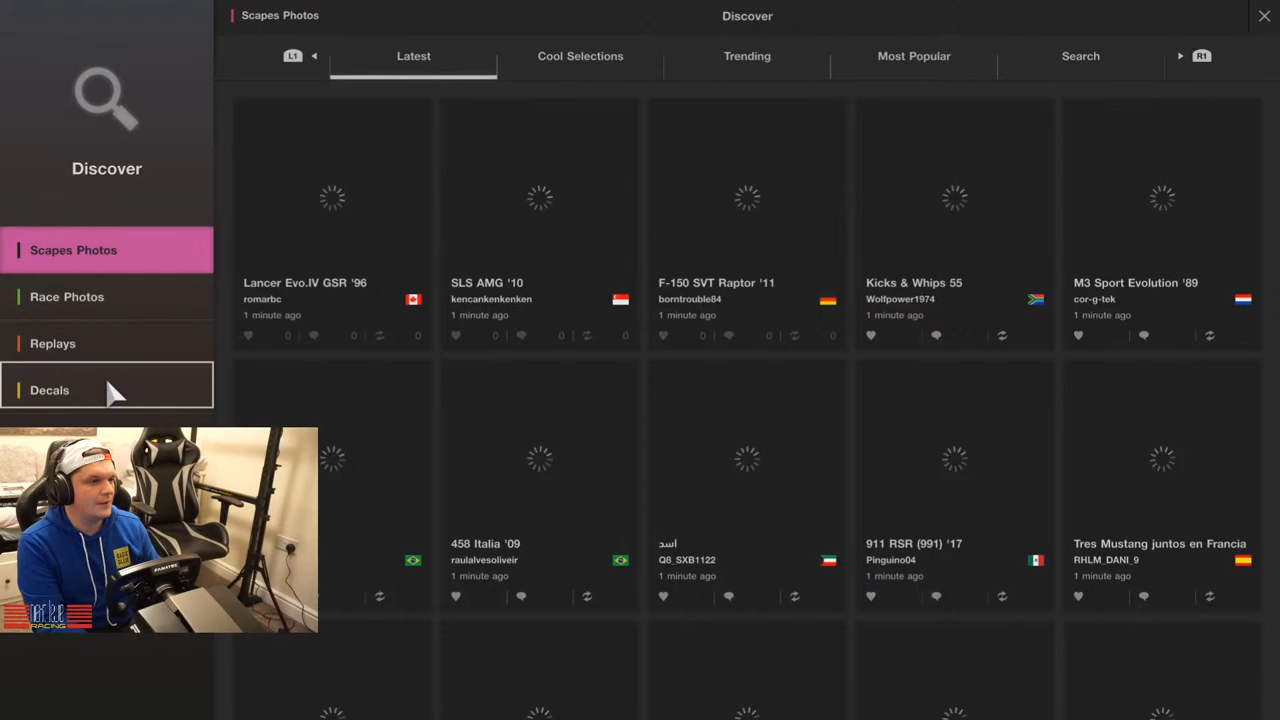 Scapes Photos
Discover
L1
Latest
Cool Selections
Trending
Most Popular
Search
R1
Discover
Scapes Photos
Race Photos
Replays
Decals
Lancer Evo.IV GSR '96
romarbc
1 minute ago
0 0 0
SLS AMG '10
kencankenkenken
1 minute ago
0 0 0
F-150 SVT Raptor '11
borntrouble84
1 minute ago
0 0 0
Kicks & Whips 55
Wolfpower1974
1 minute ago
M3 Sport Evolution '89
cor-g-tek
1 minute ago
458 Italia '09
raulalvesoliveir
1 minute ago
اسد
Q8_SXB1122
1 minute ago
911 RSR (991) '17
Pinguino04
1 minute ago
Tres Mustang juntos en Francia
RHLM_DANI_9
1 minute ago
FANATEC
RACING